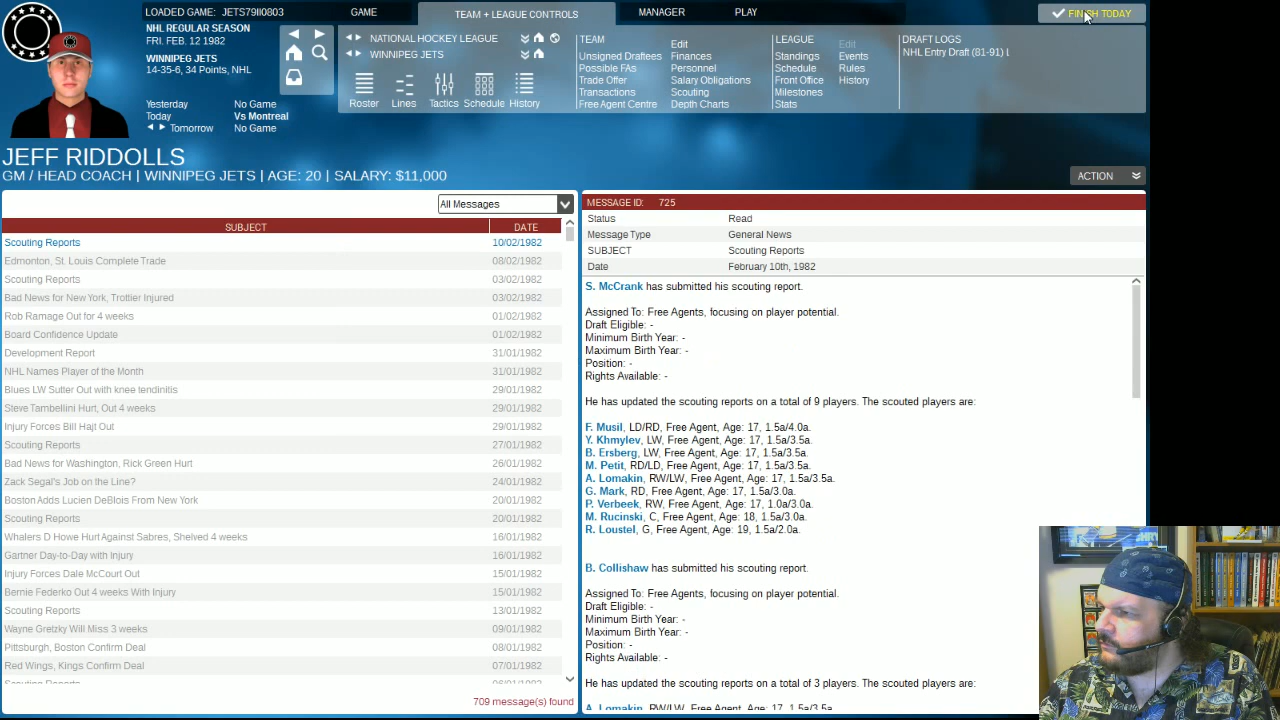 LOADED GAME: JETS79II0803
GAME
TEAM + LEAGUE CONTROLS
MANAGER
PLAY
FINISH TODAY
NHL REGULAR SEASON
FRI. FEB. 12 1982
WINNIPEG JETS
14-35-6, 34 Points, NHL
Yesterday No Game
Today Vs Montreal
Tomorrow No Game
NATIONAL HOCKEY LEAGUE
WINNIPEG JETS
Roster Lines Tactics Schedule History
TEAM
Unsigned Draftees
Possible FAs
Trade Offer
Transactions
Free Agent Centre
Edit
Finances
Personnel
Salary Obligations
Scouting
Depth Charts
LEAGUE
Standings
Schedule
Front Office
Milestones
Stats
Edit
Events
Rules
History
DRAFT LOGS
NHL Entry Draft (81-91) L
JEFF RIDDOLLS
GM / HEAD COACH | WINNIPEG JETS | AGE: 20 | SALARY: $11,000
ACTION
All Messages
SUBJECT DATE
Scouting Reports 10/02/1982
Edmonton, St. Louis Complete Trade 08/02/1982
Scouting Reports 03/02/1982
Bad News for New York, Trottier Injured 03/02/1982
Rob Ramage Out for 4 weeks 01/02/1982
Board Confidence Update 01/02/1982
Development Report 31/01/1982
NHL Names Player of the Month 31/01/1982
Blues LW Sutter Out with knee tendinitis 29/01/1982
Steve Tambellini Hurt, Out 4 weeks 29/01/1982
Injury Forces Bill Hajt Out 29/01/1982
Scouting Reports 27/01/1982
Bad News for Washington, Rick Green Hurt 26/01/1982
Zack Segal's Job on the Line? 24/01/1982
Boston Adds Lucien DeBlois From New York 20/01/1982
Scouting Reports 20/01/1982
Whalers D Howe Hurt Against Sabres, Shelved 4 weeks 16/01/1982
Gartner Day-to-Day with Injury 16/01/1982
Injury Forces Dale McCourt Out 15/01/1982
Bernie Federko Out 4 weeks With Injury 15/01/1982
Scouting Reports 13/01/1982
Wayne Gretzky Will Miss 3 weeks 09/01/1982
Pittsburgh, Boston Confirm Deal 08/01/1982
Red Wings, Kings Confirm Deal 07/01/1982
Scouting Reports 06/01/1982
709 message(s) found
MESSAGE ID: 725
Status Read
Message Type General News
SUBJECT Scouting Reports
Date February 10th, 1982
S. McCrank has submitted his scouting report.
Assigned To: Free Agents, focusing on player potential.
Draft Eligible: -
Minimum Birth Year: -
Maximum Birth Year: -
Position: -
Rights Available: -
He has updated the scouting reports on a total of 9 players. The scouted players are:
F. Musil, LD/RD, Free Agent, Age: 17, 1.5a/4.0a.
Y. Khmylev, LW, Free Agent, Age: 17, 1.5a/3.5a.
B. Ersberg, LW, Free Agent, Age: 17, 1.5a/3.5a.
M. Petit, RD/LD, Free Agent, Age: 17, 1.5a/3.5a.
A. Lomakin, RW/LW, Free Agent, Age: 17, 1.5a/3.5a.
G. Mark, RD, Free Agent, Age: 17, 1.5a/3.0a.
P. Verbeek, RW, Free Agent, Age: 17, 1.0a/3.0a.
M. Rucinski, C, Free Agent, Age: 18, 1.5a/3.0a.
R. Loustel, G, Free Agent, Age: 19, 1.5a/2.0a.
B. Collishaw has submitted his scouting report.
Assigned To: Free Agents, focusing on player potential.
Draft Eligible: -
Minimum Birth Year: -
Maximum Birth Year: -
Position: -
Rights Available: -
He has updated the scouting reports on a total of 3 players. The scouted players are:
A. Lomakin, RW/LW, Free Agent, Age: 17, 1.5a/3.5a.